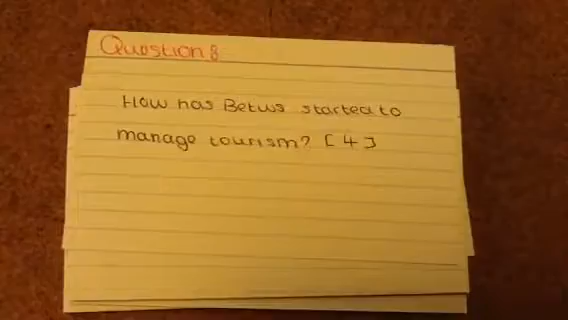 Question 8
How has Betws started to
manage tourism? [4]